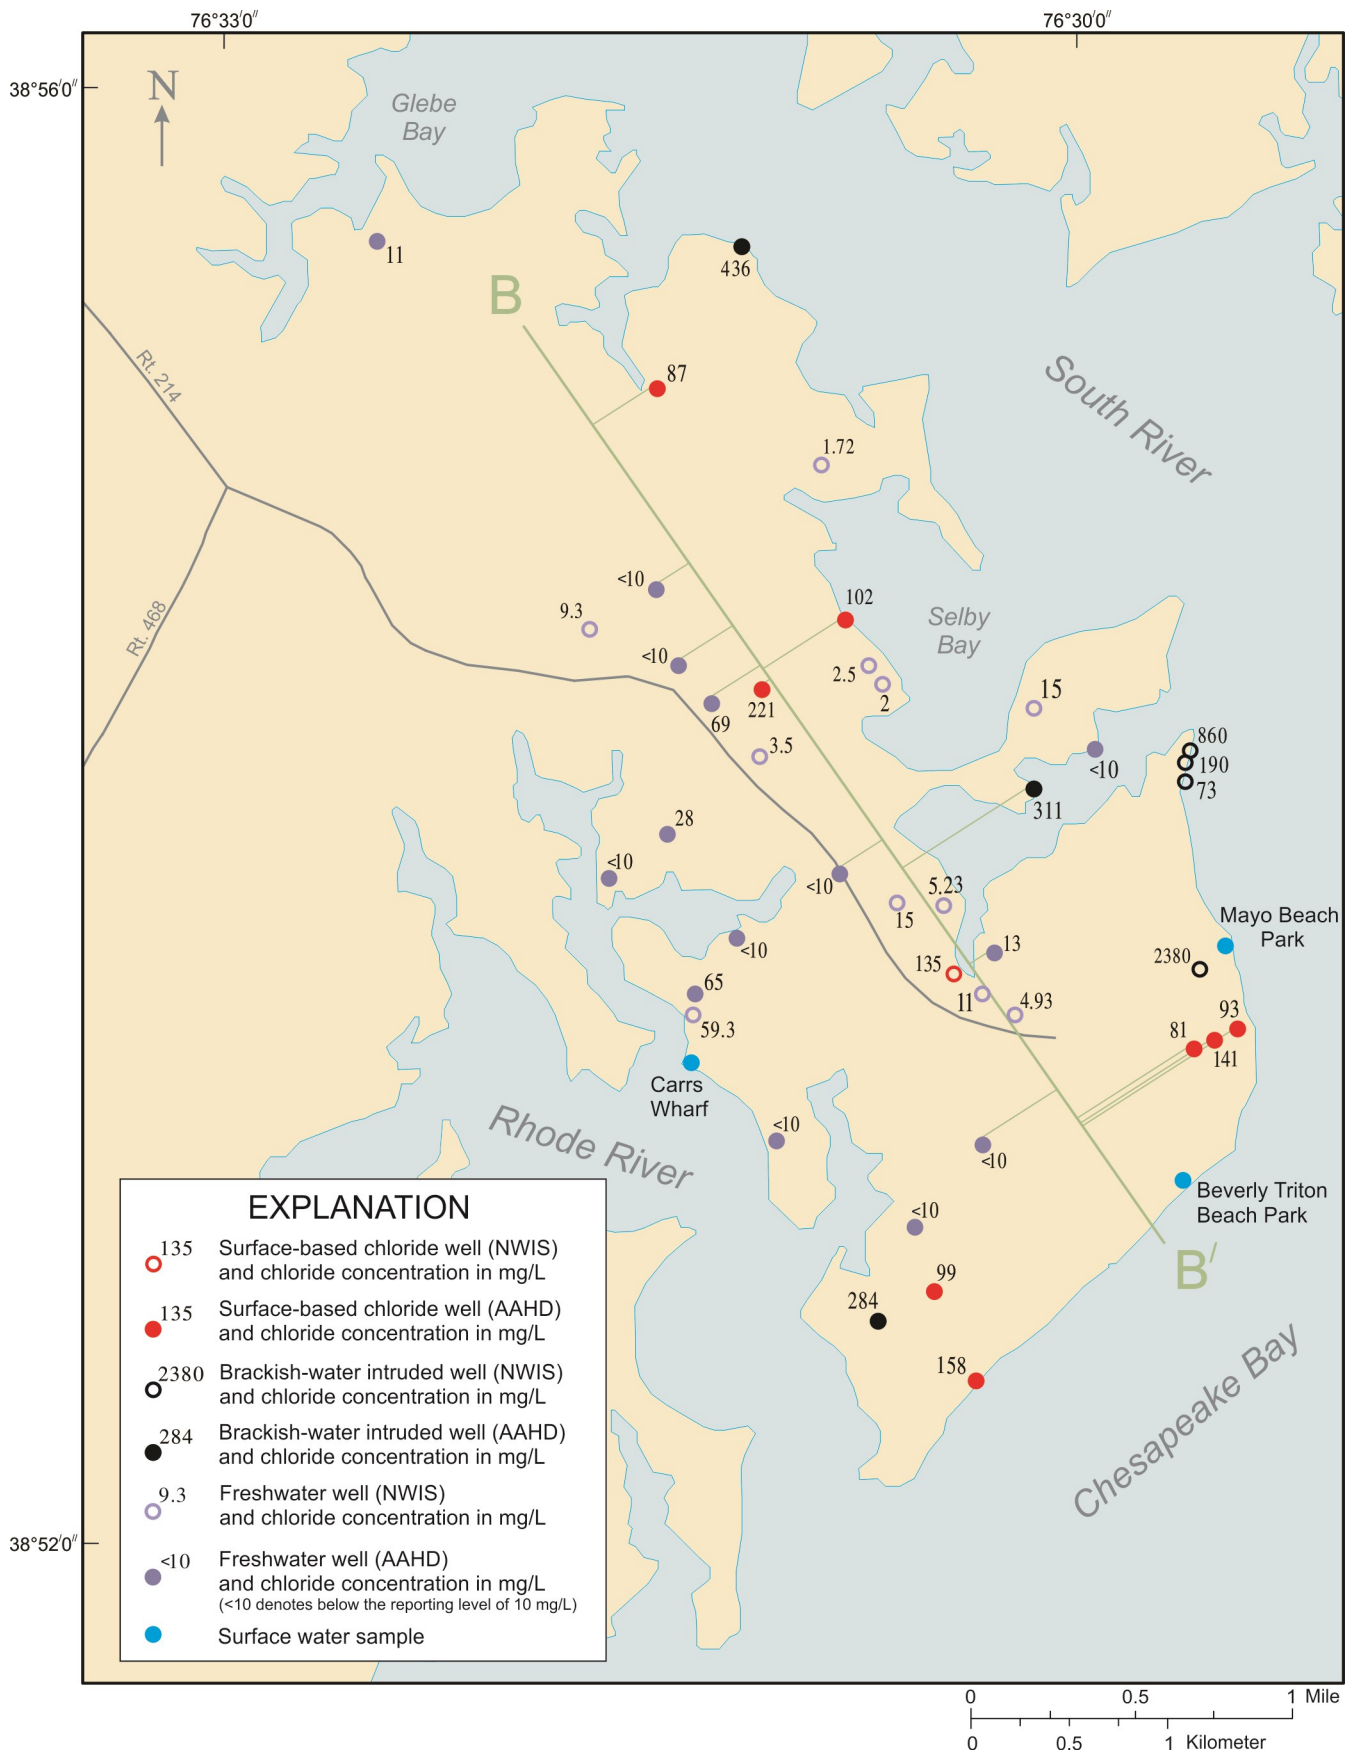 76°33′0″
76°30′0″
38°56′0″
N
Glebe
Bay
11
436
B
87
Rt. 214
South River
1.72
<10
9.3
102
Selby
Bay
Rt. 468
<10
2.5
2
15
69
221
3.5
860
190
73
<10
311
28
<10
<10
5.23
15
Mayo Beach
Park
<10
13
135
2380
65
11
4.93
59.3
93
81
141
Carrs
Wharf
Rhode River
<10
<10
Beverly Triton
Beach Park
<10
B′
99
284
158
Chesapeake Bay
38°52′0″
EXPLANATION
135 Surface-based chloride well (NWIS)
and chloride concentration in mg/L
135 Surface-based chloride well (AAHD)
and chloride concentration in mg/L
2380 Brackish-water intruded well (NWIS)
and chloride concentration in mg/L
284 Brackish-water intruded well (AAHD)
and chloride concentration in mg/L
9.3 Freshwater well (NWIS)
and chloride concentration in mg/L
<10 Freshwater well (AAHD)
and chloride concentration in mg/L
(<10 denotes below the reporting level of 10 mg/L)
Surface water sample
0 0.5 1 Mile
0 0.5 1 Kilometer